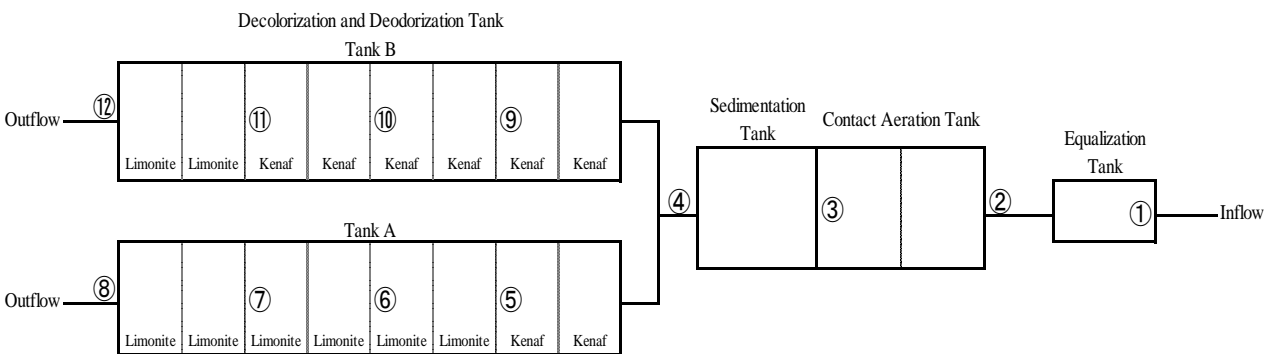 Decolorization and Deodorization Tank
Tank B
Outflow
⑫
⑪
⑩
⑨
Limonite Limonite Kenaf Kenaf Kenaf Kenaf Kenaf Kenaf
Sedimentation
Tank
Contact Aeration Tank
Equalization
Tank
④
③
②
①
Inflow
Tank A
Outflow
⑧
⑦
⑥
⑤
Limonite Limonite Limonite Limonite Limonite Limonite Kenaf Kenaf